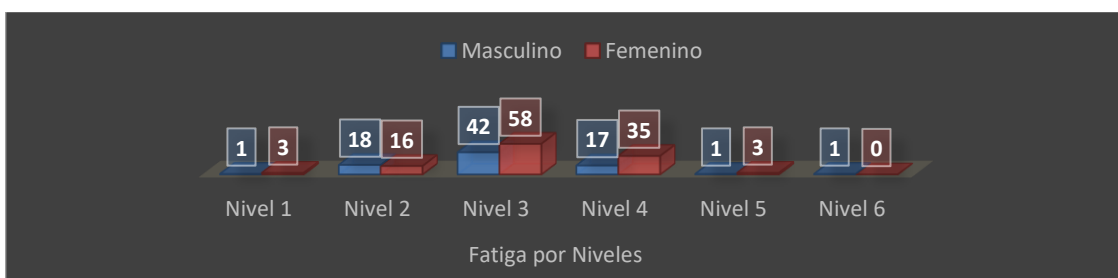 Masculino Femenino
1 3 18 16 42 58 17 35 1 3 1 0
Nivel 1 Nivel 2 Nivel 3 Nivel 4 Nivel 5 Nivel 6
Fatiga por Niveles